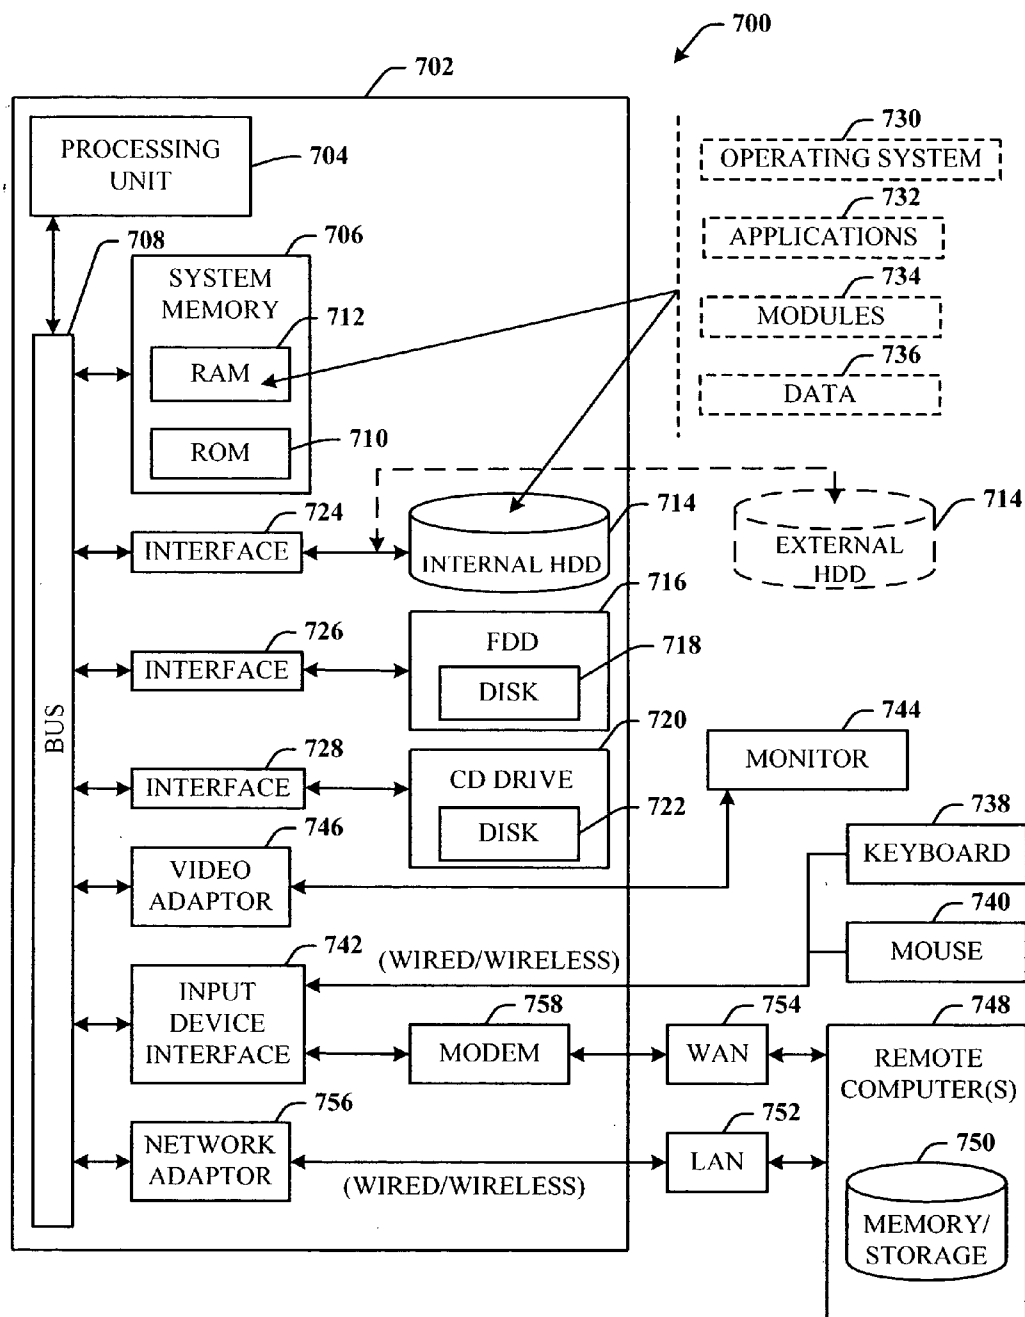 700
702
PROCESSING
UNIT
704
730
OPERATING SYSTEM
732
APPLICATIONS
734
MODULES
736
DATA
708
706
SYSTEM
MEMORY
712
RAM
710
ROM
BUS
724
INTERFACE
714
INTERNAL HDD
714
EXTERNAL
HDD
726
INTERFACE
716
FDD
718
DISK
728
INTERFACE
720
CD DRIVE
722
DISK
744
MONITOR
746
VIDEO
ADAPTOR
738
KEYBOARD
740
MOUSE
742
INPUT
DEVICE
INTERFACE
(WIRED/WIRELESS)
758
MODEM
754
WAN
748
REMOTE
COMPUTER(S)
756
NETWORK
ADAPTOR
(WIRED/WIRELESS)
752
LAN
750
MEMORY/
STORAGE